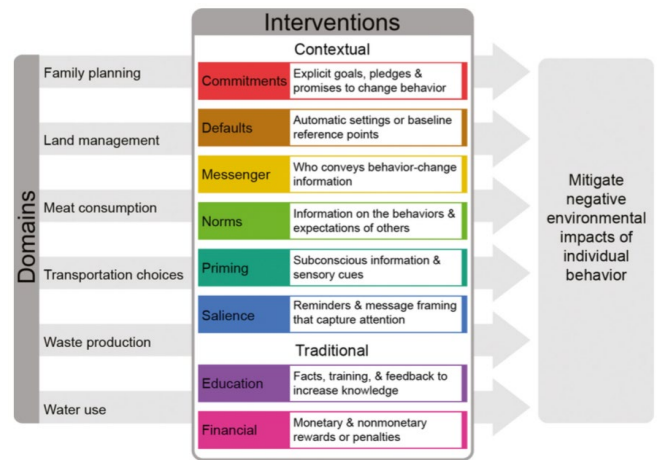 Interventions
Domains
Family planning
Land management
Meat consumption
Transportation choices
Waste production
Water use
Contextual
Commitments
Explicit goals, pledges &
promises to change behavior
Defaults
Automatic settings or baseline
reference points
Messenger
Who conveys behavior-change
information
Norms
Information on the behaviors &
expectations of others
Priming
Subconscious information &
sensory cues
Salience
Reminders & message framing
that capture attention
Traditional
Education
Facts, training, & feedback to
increase knowledge
Financial
Monetary & nonmonetary
rewards or penalties
Mitigate
negative
environmental
impacts of
individual
behavior